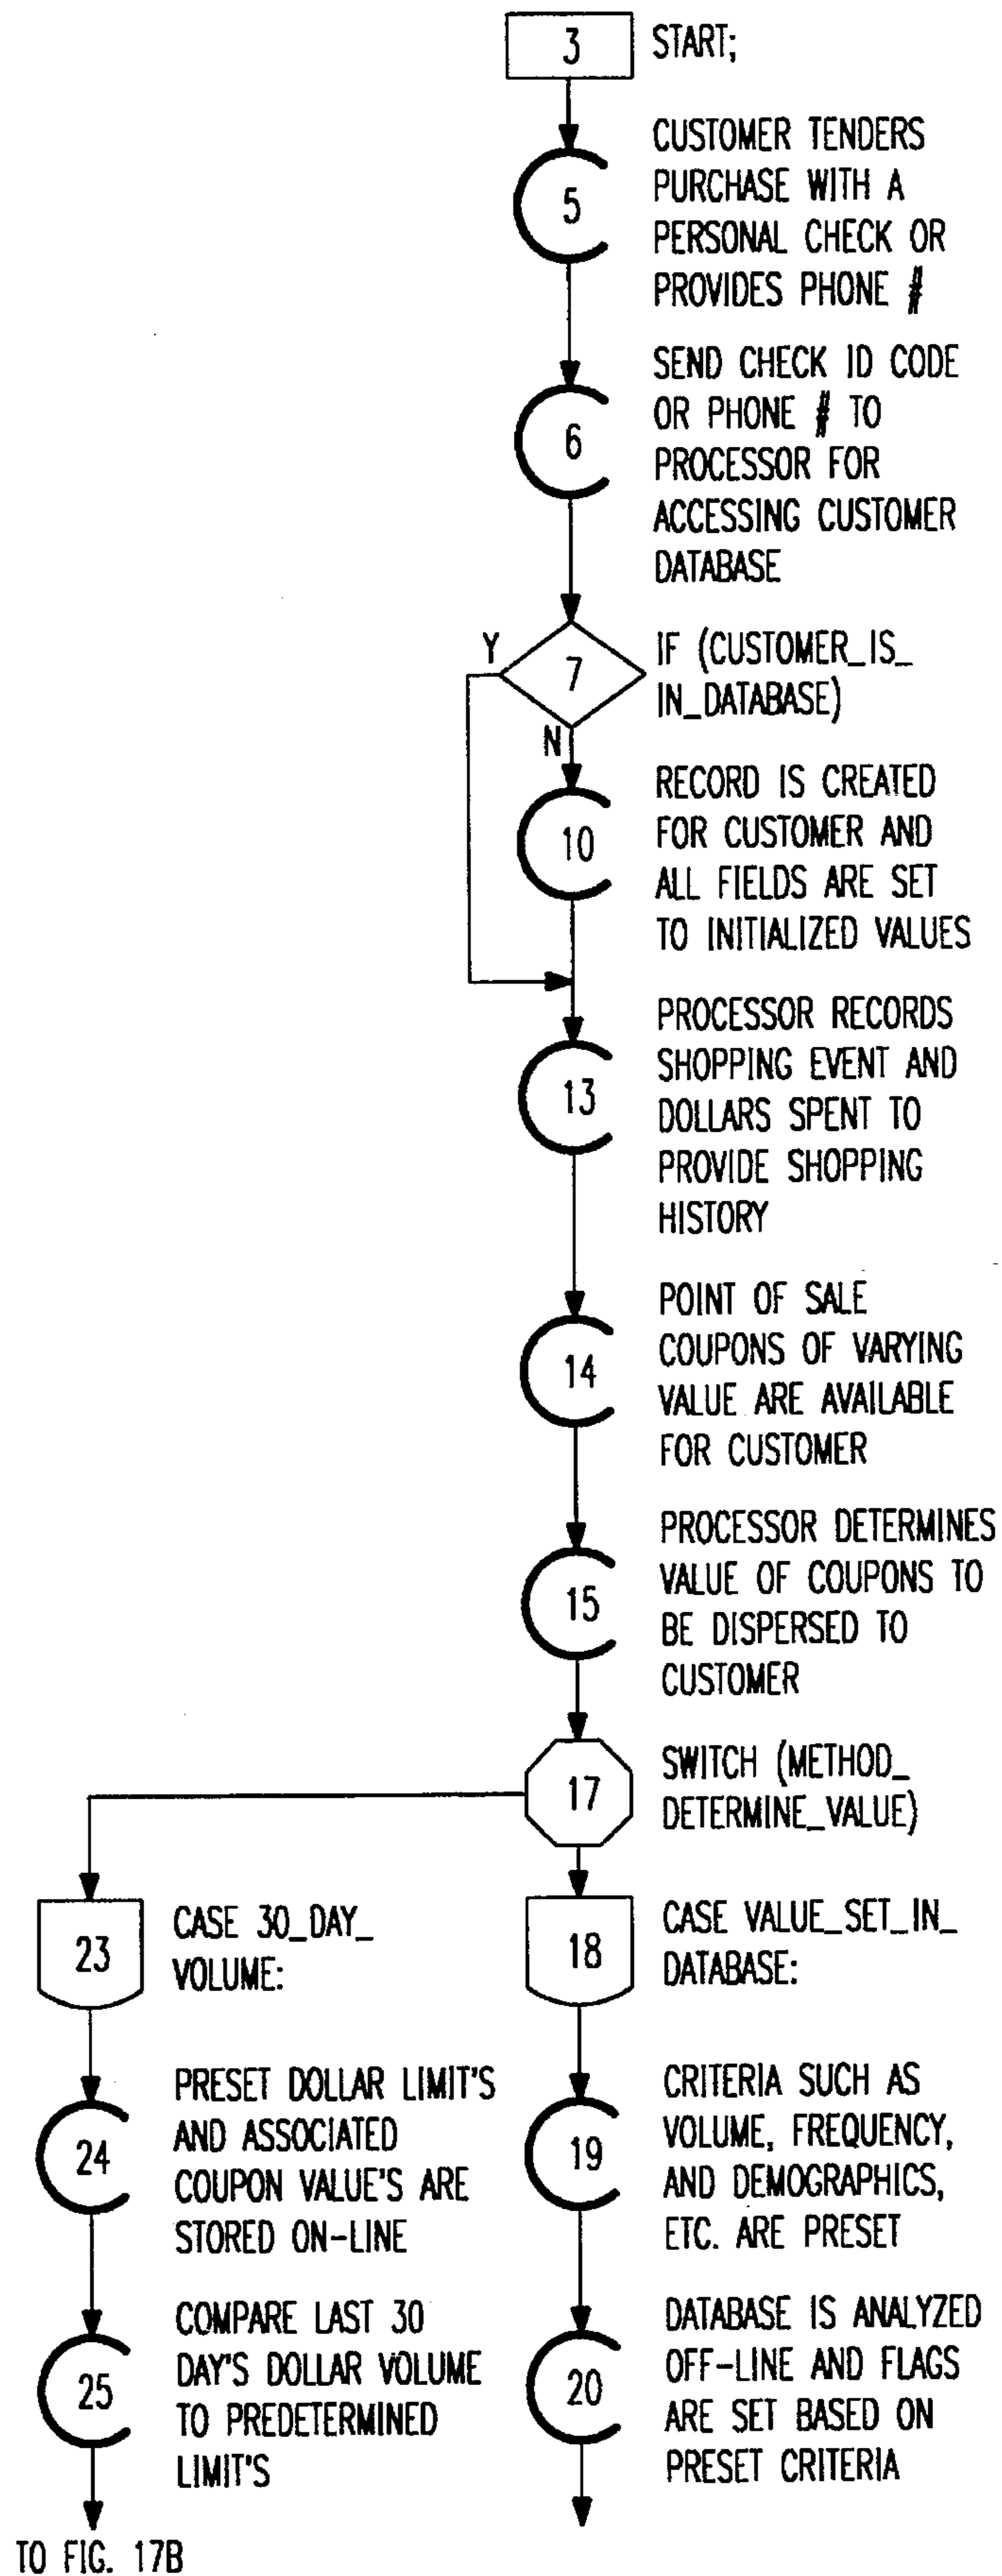 3 START;
5 CUSTOMER TENDERS
PURCHASE WITH A
PERSONAL CHECK OR
PROVIDES PHONE #
6 SEND CHECK ID CODE
OR PHONE # TO
PROCESSOR FOR
ACCESSING CUSTOMER
DATABASE
Y
7 IF (CUSTOMER_IS_
IN_DATABASE)
N
10 RECORD IS CREATED
FOR CUSTOMER AND
ALL FIELDS ARE SET
TO INITIALIZED VALUES
13 PROCESSOR RECORDS
SHOPPING EVENT AND
DOLLARS SPENT TO
PROVIDE SHOPPING
HISTORY
14 POINT OF SALE
COUPONS OF VARYING
VALUE ARE AVAILABLE
FOR CUSTOMER
15 PROCESSOR DETERMINES
VALUE OF COUPONS TO
BE DISPERSED TO
CUSTOMER
17 SWITCH (METHOD_
DETERMINE_VALUE)
23 CASE 30_DAY_
VOLUME:
24 PRESET DOLLAR LIMIT'S
AND ASSOCIATED
COUPON VALUE'S ARE
STORED ON-LINE
25 COMPARE LAST 30
DAY'S DOLLAR VOLUME
TO PREDETERMINED
LIMIT'S
TO FIG. 17B
18 CASE VALUE_SET_IN_
DATABASE:
19 CRITERIA SUCH AS
VOLUME, FREQUENCY,
AND DEMOGRAPHICS,
ETC. ARE PRESET
20 DATABASE IS ANALYZED
OFF-LINE AND FLAGS
ARE SET BASED ON
PRESET CRITERIA